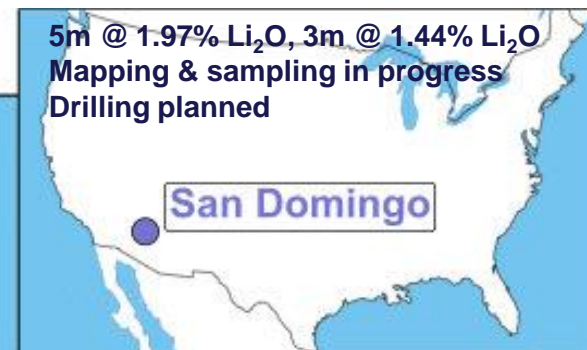 5m @ 1.97% Li₂O, 3m @ 1.44% Li₂O
Mapping & sampling in progress
Drilling planned
San Domingo